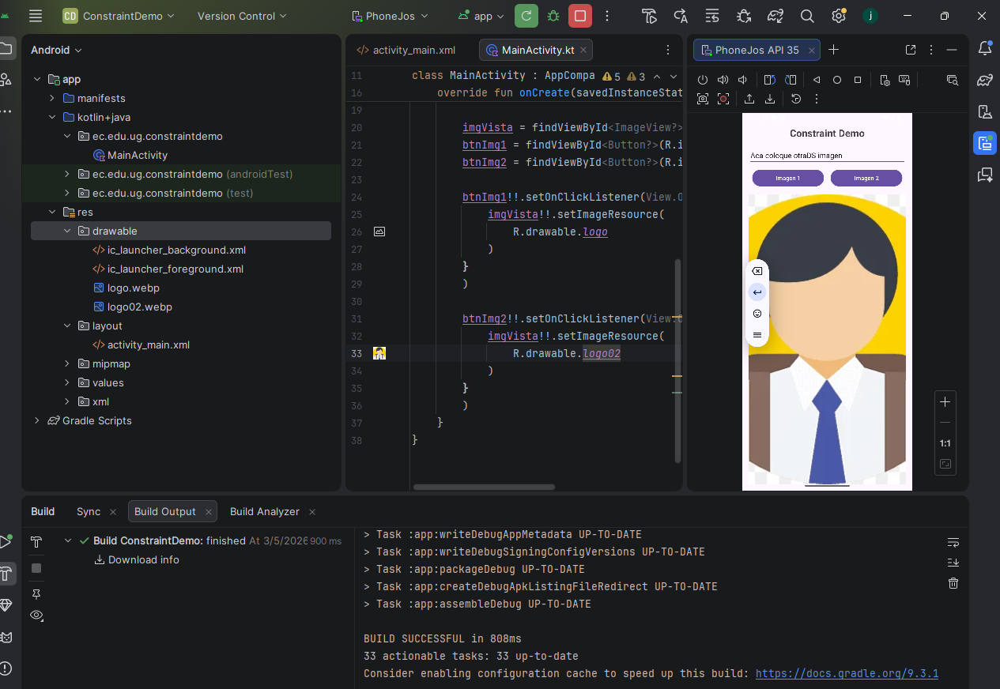 CD ConstraintDemo Version Control PhoneJos app j
Android
app
manifests
kotlin+java
ec.edu.ug.constraintdemo
MainActivity
ec.edu.ug.constraintdemo (androidTest)
ec.edu.ug.constraintdemo (test)
res
drawable
ic_launcher_background.xml
ic_launcher_foreground.xml
logo.webp
logo02.webp
layout
activity_main.xml
mipmap
values
xml
Gradle Scripts
activity_main.xml MainActivity.kt
11 class MainActivity : AppCompa 5 3
16 override fun onCreate(savedInstanceStat
19
20 imgVista = findViewById<ImageView?>
21 btnImg1 = findViewById<Button?>(R.i
22 btnImg2 = findViewById<Button?>(R.i
23
24 btnImg1!!.setOnClickListener(View.O
25 imgVista!!.setImageResource(
26 R.drawable.logo
27 )
28 }
29 )
30
31 btnImg2!!.setOnClickListener(View.O
32 imgVista!!.setImageResource(
33 R.drawable.logo02
34 )
35 }
36 )
37 }
38 }
PhoneJos API 35
Constraint Demo
Aca coloque otraDS imagen
Imagen 1 Imagen 2
1:1
Build Sync Build Output Build Analyzer
Build ConstraintDemo: finished At 3/5/2026 900 ms
Download info
> Task :app:writeDebugAppMetadata UP-TO-DATE
> Task :app:writeDebugSigningConfigVersions UP-TO-DATE
> Task :app:packageDebug UP-TO-DATE
> Task :app:createDebugApkListingFileRedirect UP-TO-DATE
> Task :app:assembleDebug UP-TO-DATE
BUILD SUCCESSFUL in 808ms
33 actionable tasks: 33 up-to-date
Consider enabling configuration cache to speed up this build: https://docs.gradle.org/9.3.1